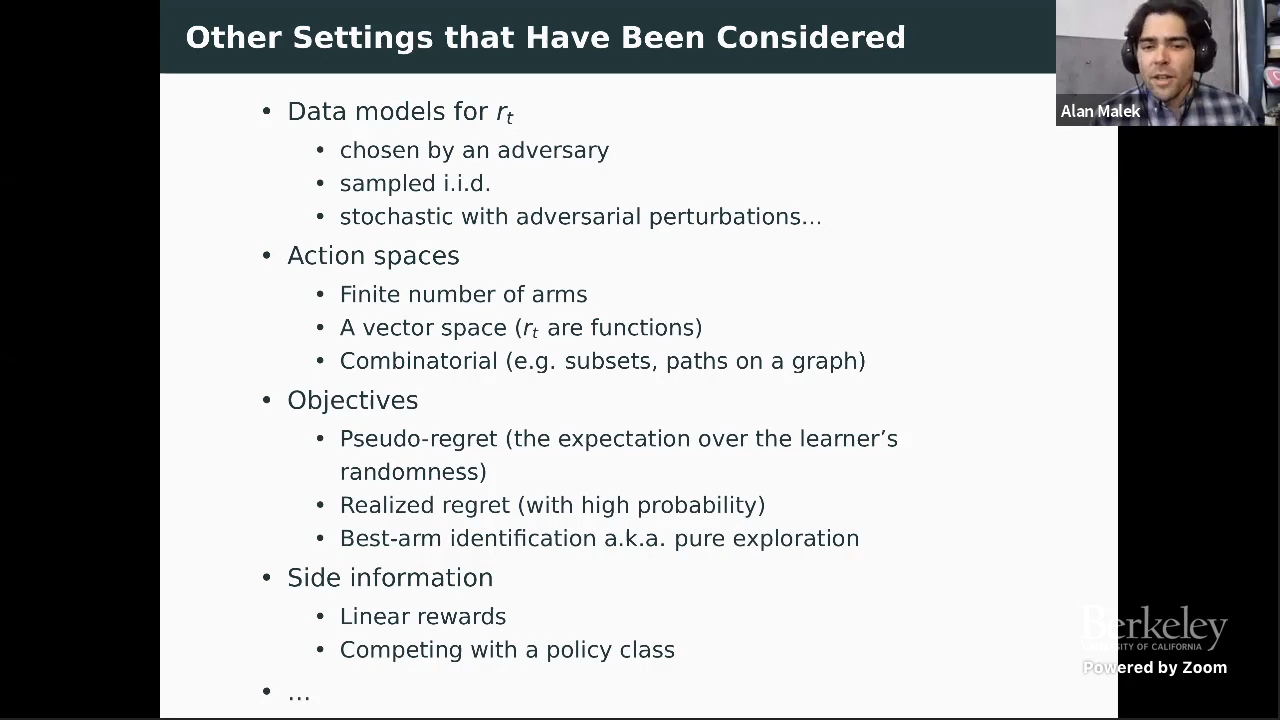 Other Settings that Have Been Considered
Alan Malek
• Data models for rₜ
• chosen by an adversary
• sampled i.i.d.
• stochastic with adversarial perturbations…
• Action spaces
• Finite number of arms
• A vector space (rₜ are functions)
• Combinatorial (e.g. subsets, paths on a graph)
• Objectives
• Pseudo-regret (the expectation over the learner’s
randomness)
• Realized regret (with high probability)
• Best-arm identification a.k.a. pure exploration
• Side information
• Linear rewards
• Competing with a policy class
• …
Berkeley
UNIVERSITY OF CALIFORNIA
Powered by Zoom